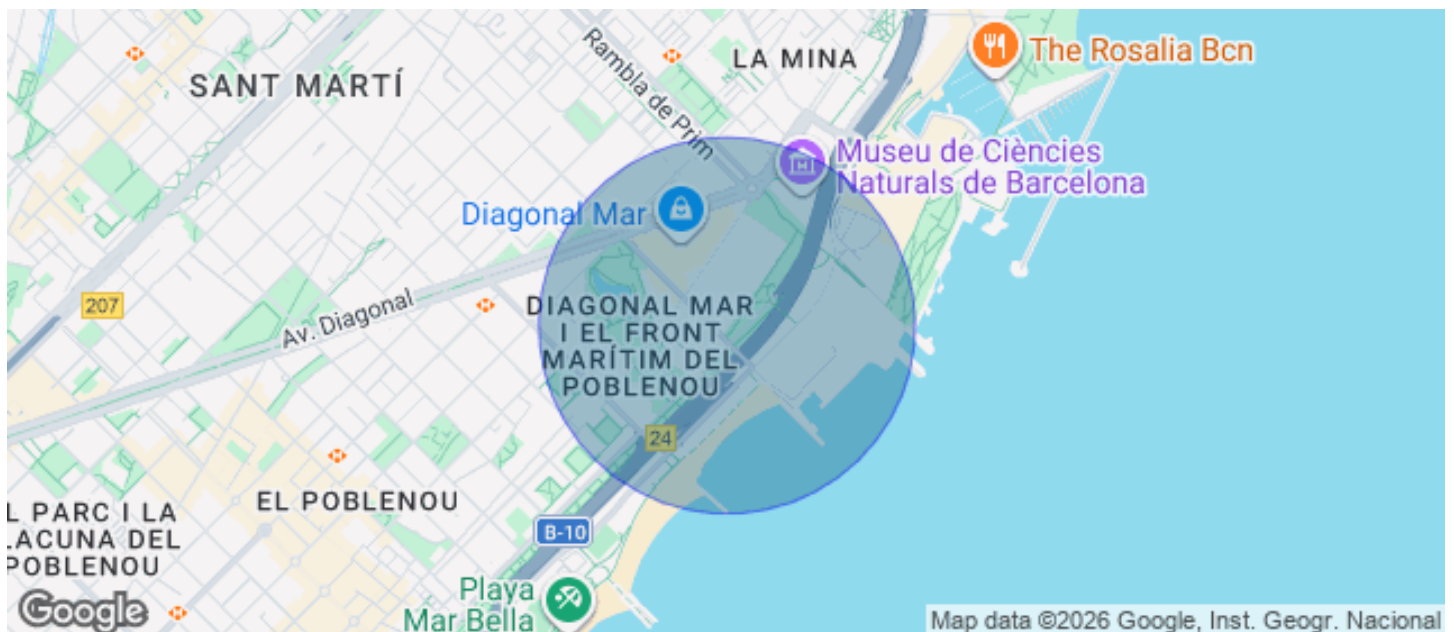 LA MINA
The Rosalia Bcn
SANT MARTÍ
Rambla de Prim
Museu de Ciències
Naturals de Barcelona
Diagonal Mar
207
Av. Diagonal
DIAGONAL MAR
I EL FRONT
MARÍTIM DEL
POBLENOU
24
EL POBLENOU
L PARC I LA
LACUNA DEL
POBLENOU
B-10
Playa
Mar Bella
Google
Map data ©2026 Google, Inst. Geogr. Nacional